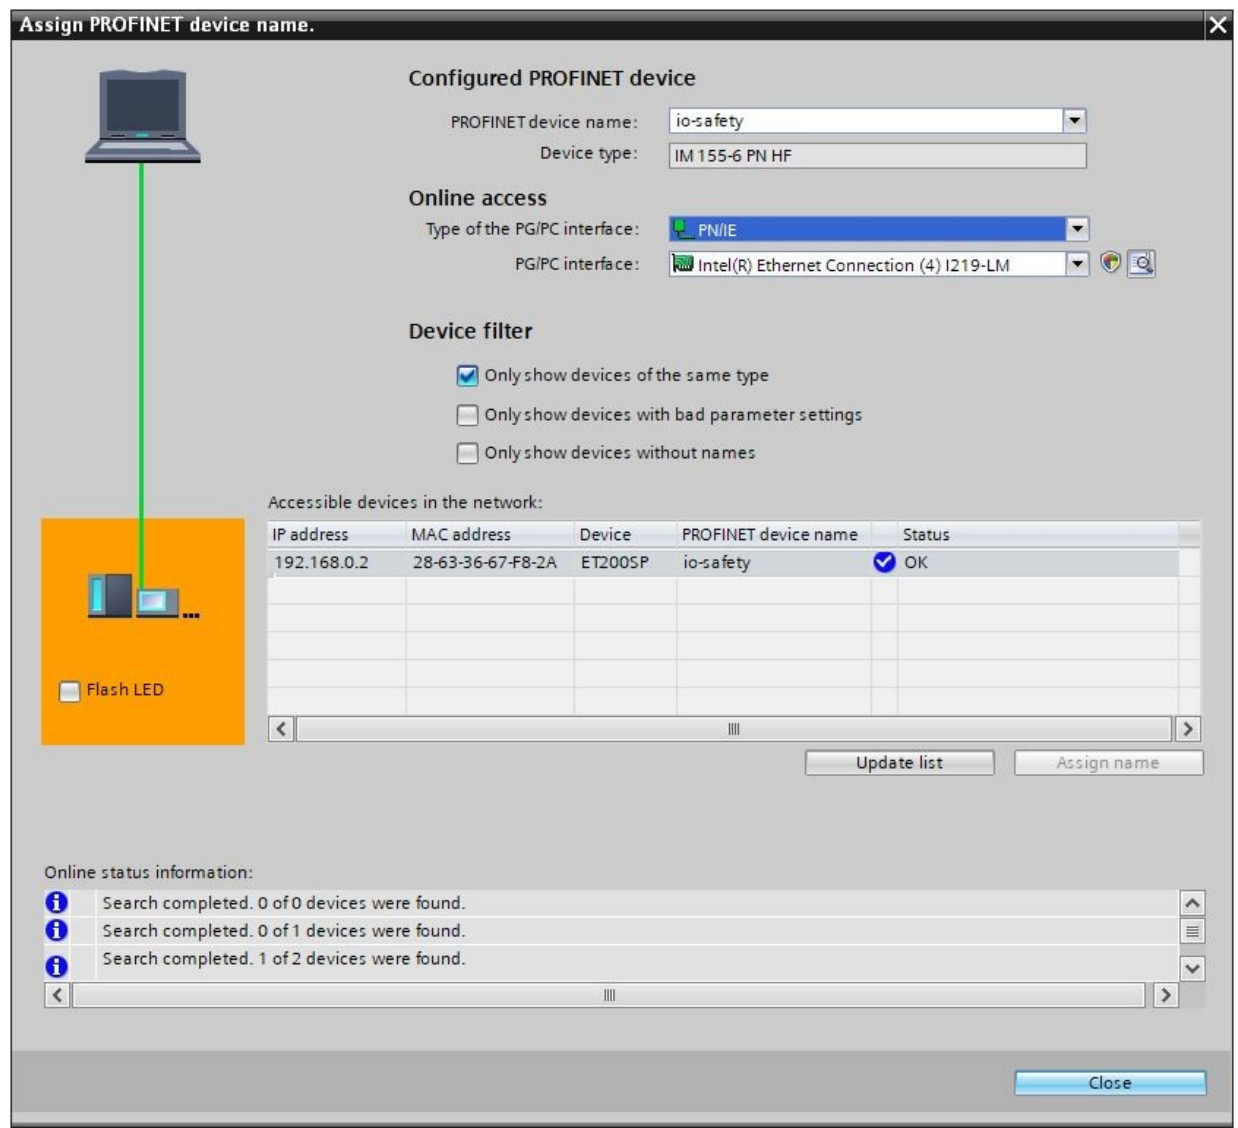 Assign PROFINET device name.
Configured PROFINET device
PROFINET device name: io-safety
Device type: IM 155-6 PN HF
Online access
Type of the PG/PC interface: PN/IE
PG/PC interface: Intel(R) Ethernet Connection (4) I219-LM
Device filter
Only show devices of the same type
Only show devices with bad parameter settings
Only show devices without names
Accessible devices in the network:
IP address MAC address Device PROFINET device name Status
192.168.0.2 28-63-36-67-F8-2A ET200SP io-safety OK
Flash LED
Update list Assign name
Online status information:
Search completed. 0 of 0 devices were found.
Search completed. 0 of 1 devices were found.
Search completed. 1 of 2 devices were found.
Close